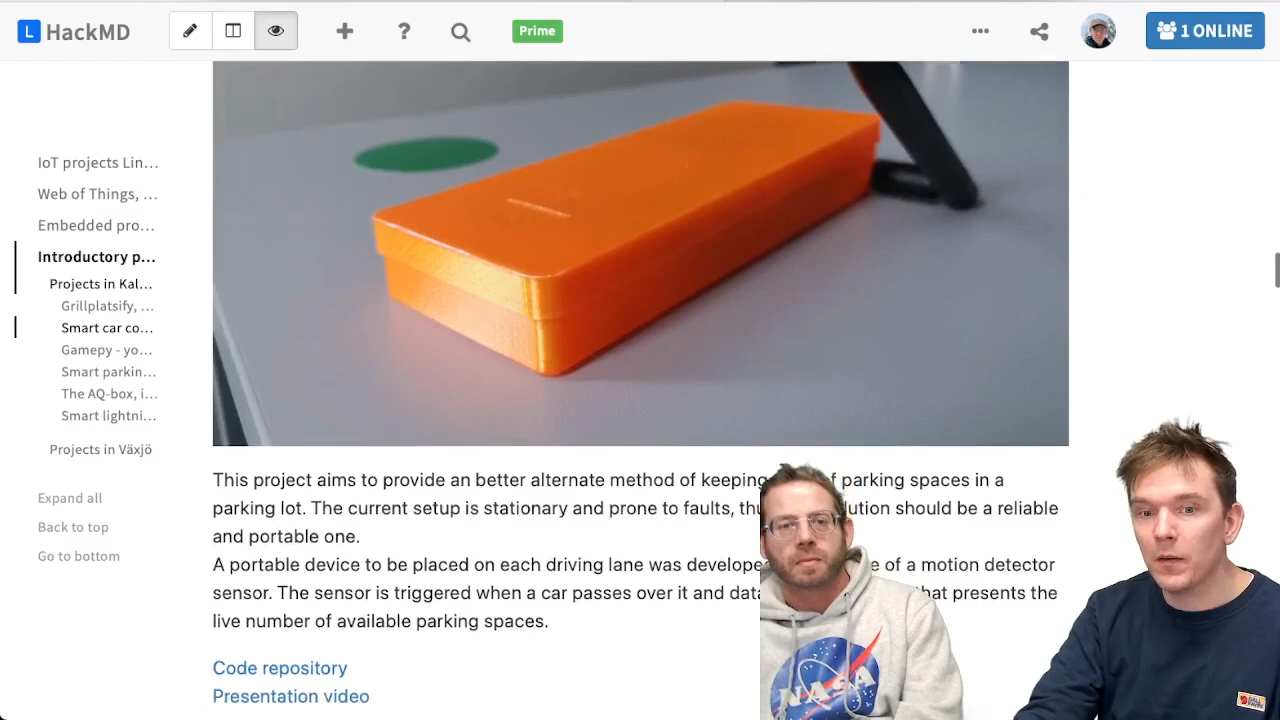 L HackMD
Prime
1 ONLINE
IoT projects Lin…
Web of Things, …
Embedded pro…
Introductory p…
Projects in Kal…
Grillplatsify, …
Smart car co…
Gamepy - yo…
Smart parkin…
The AQ-box, i…
Smart lightni…
Projects in Växjö
Expand all
Back to top
Go to bottom
This project aims to provide an better alternate method of keeping f parking spaces in a
parking lot. The current setup is stationary and prone to faults, thu lution should be a reliable
and portable one.
A portable device to be placed on each driving lane was develope e of a motion detector
sensor. The sensor is triggered when a car passes over it and data hat presents the
live number of available parking spaces.
Code repository
Presentation video
NASA